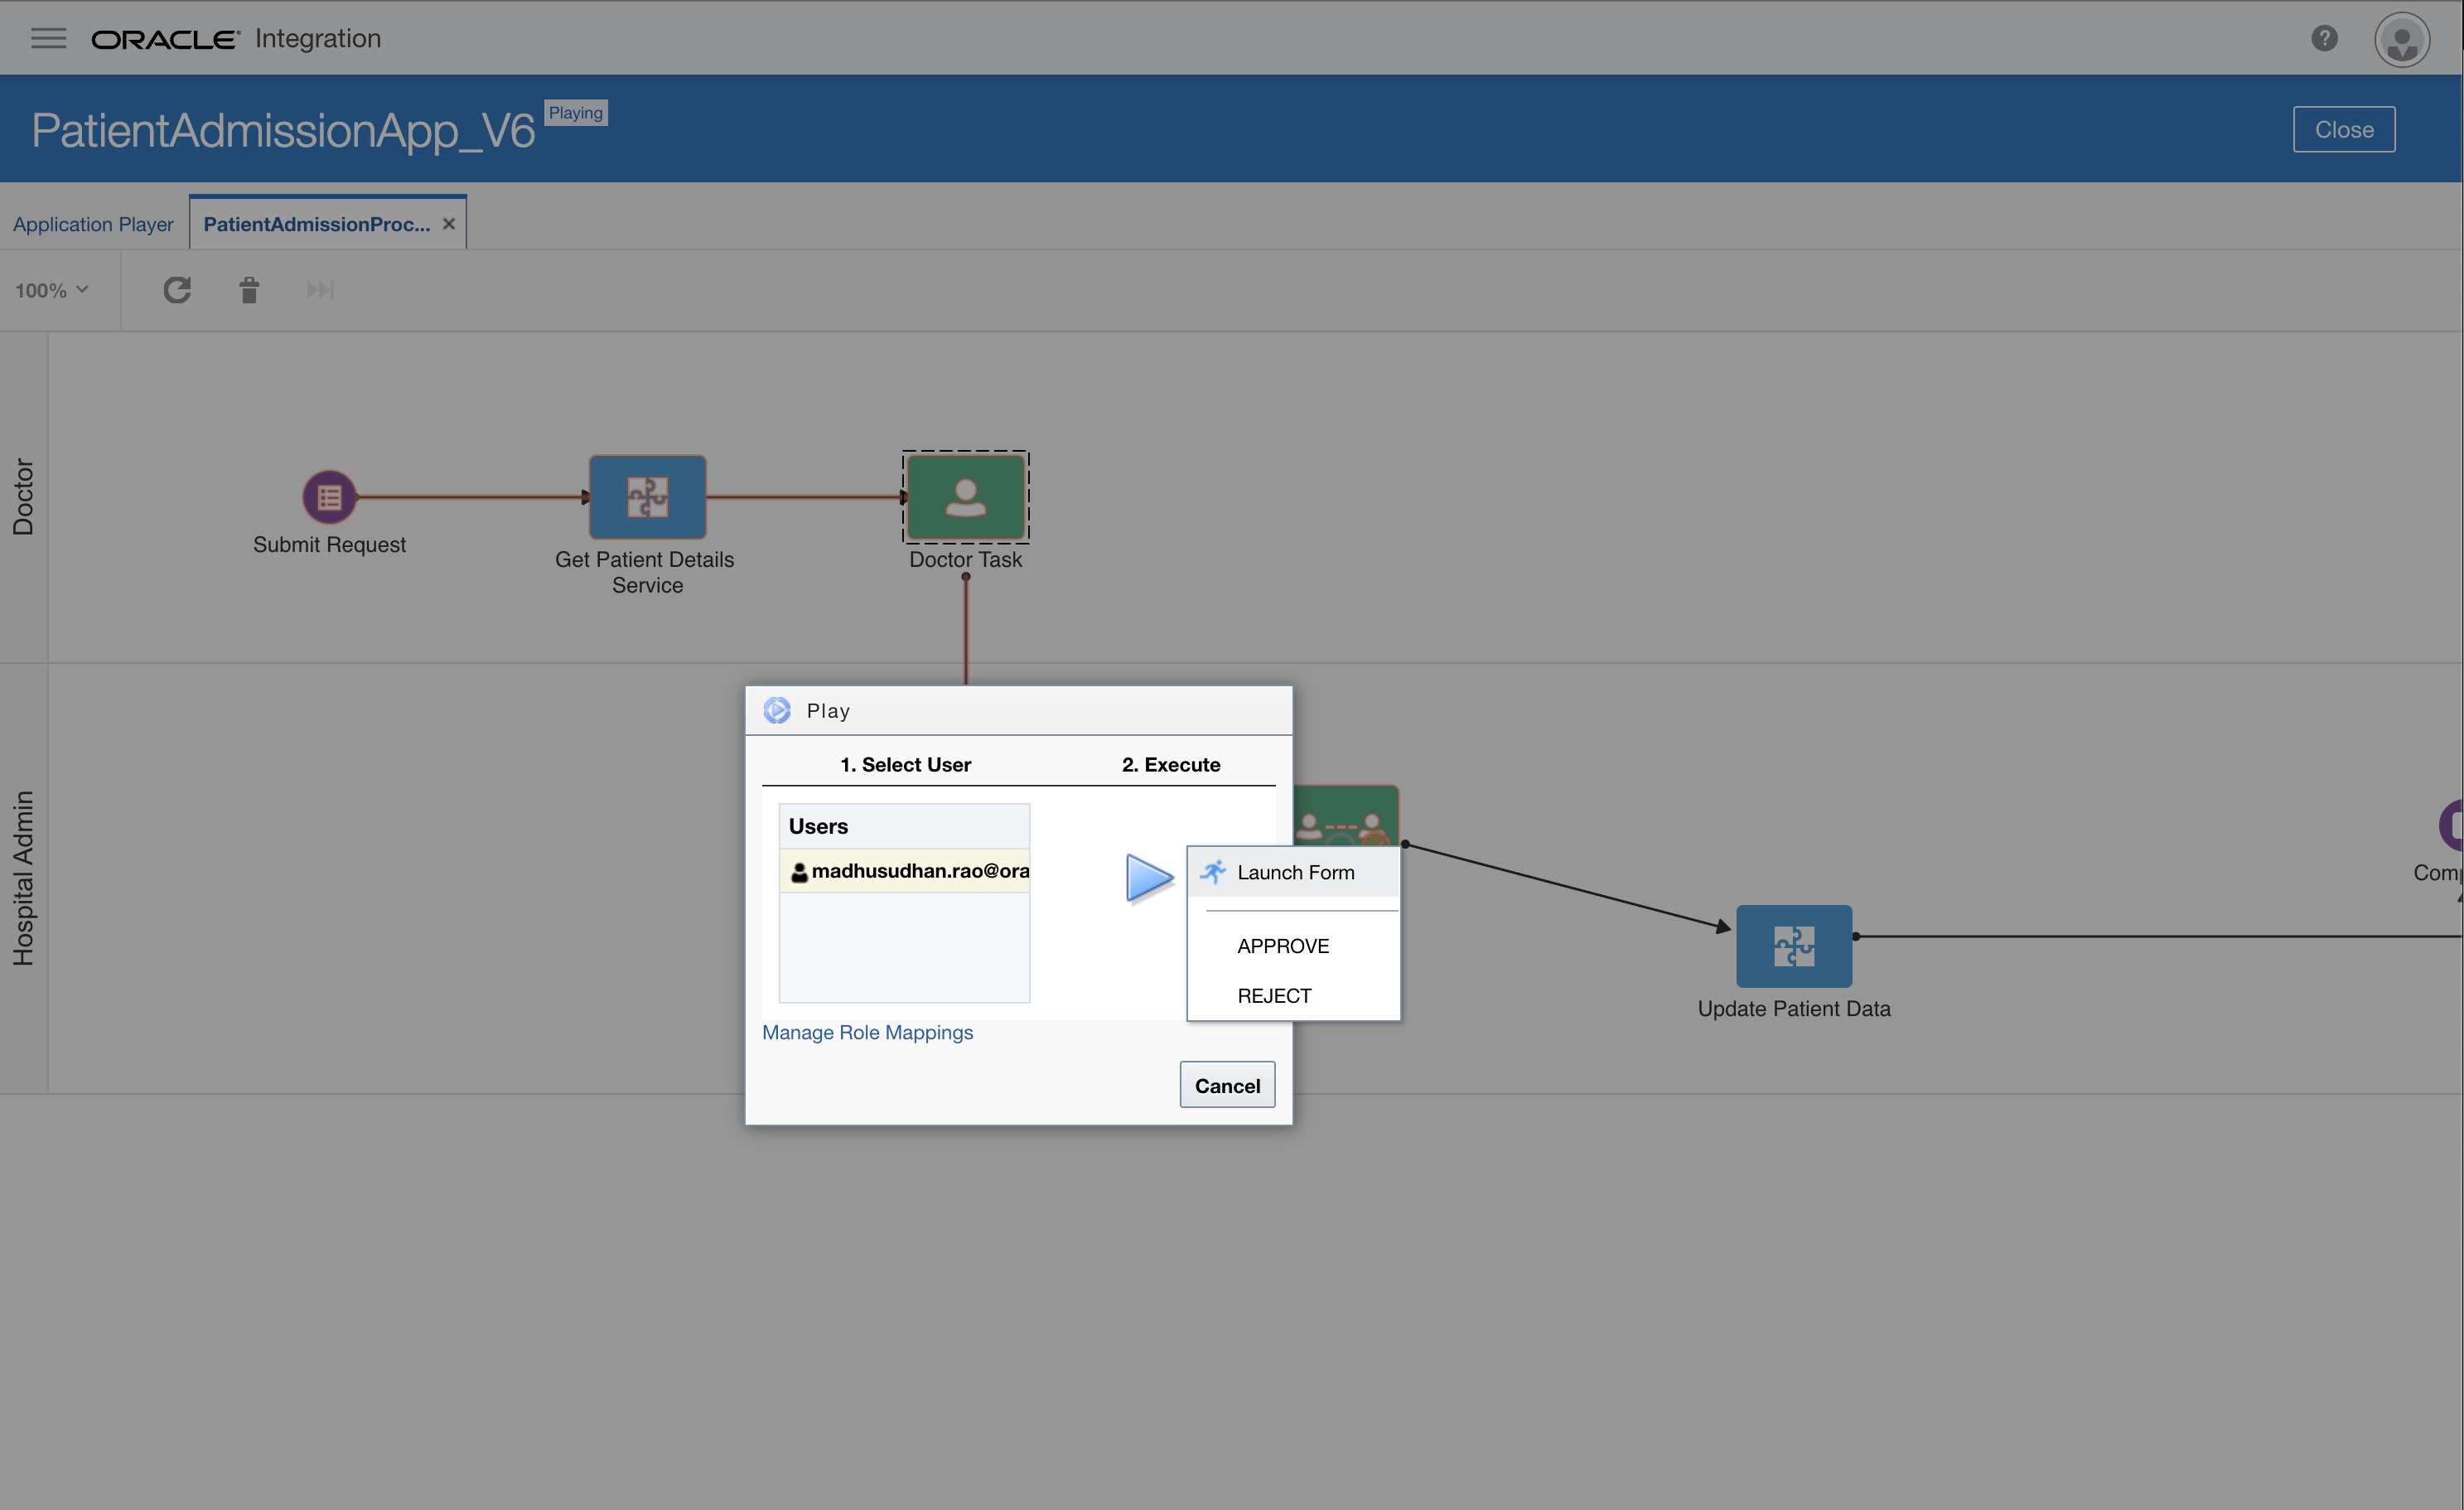 ORACLE Integration
PatientAdmissionApp_V6 Playing
Close
Application Player
PatientAdmissionProc...
100%
Doctor
Submit Request
Get Patient Details
Service
Doctor Task
Hospital Admin
Play
1. Select User
2. Execute
Users
madhusudhan.rao@ora
Launch Form
APPROVE
REJECT
Manage Role Mappings
Cancel
Update Patient Data
Com